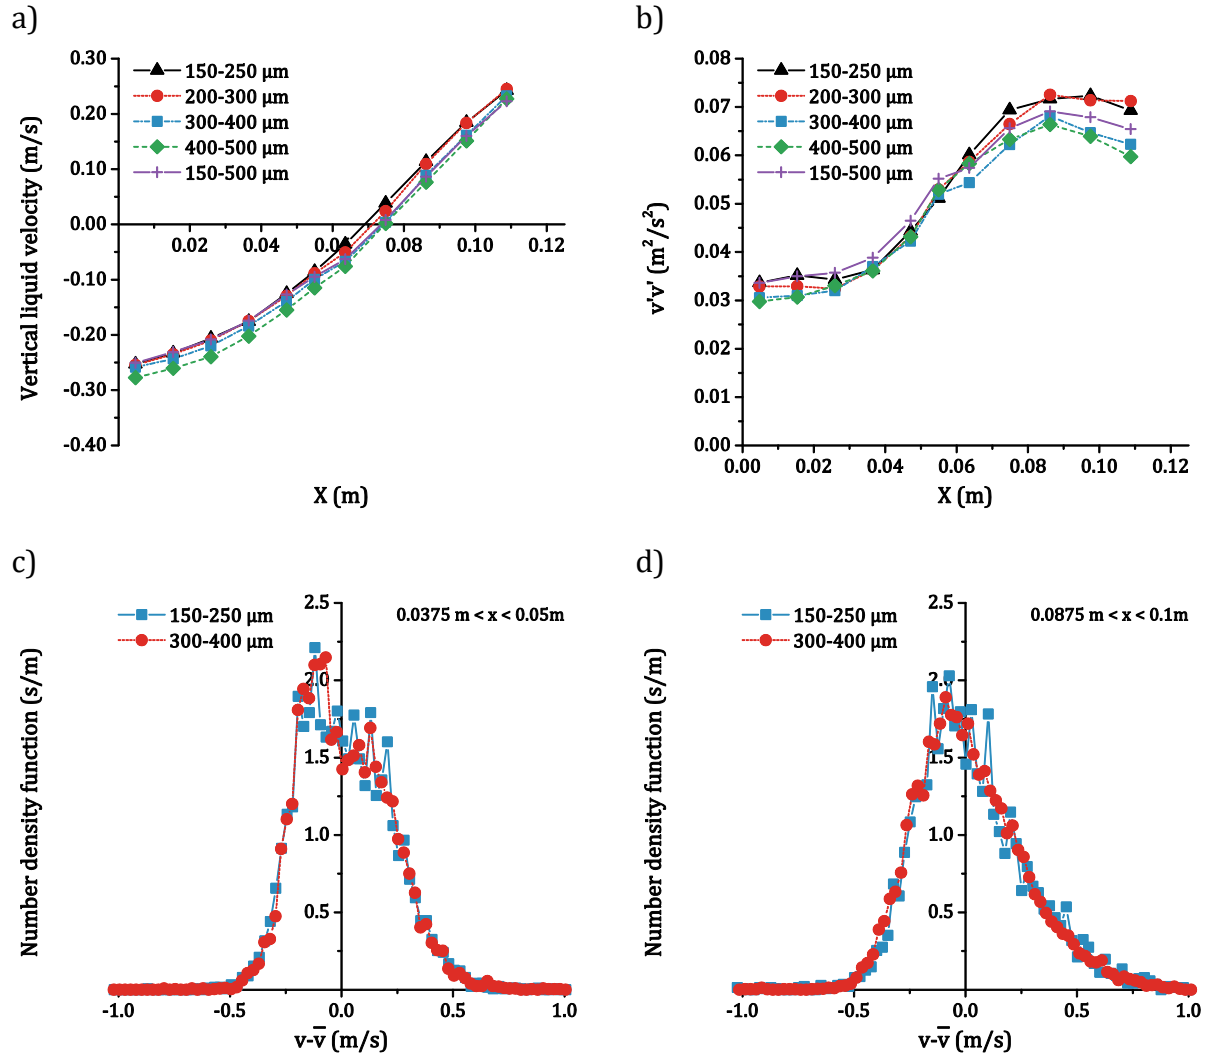 a)
0.30
0.20
0.10
0.00
-0.10
-0.20
-0.30
-0.40
Vertical liquid velocity (m/s)
150-250 µm
200-300 µm
300-400 µm
400-500 µm
150-500 µm
0.02 0.04 0.06 0.08 0.10 0.12
X (m)
b)
0.08
0.07
0.06
0.05
0.04
0.03
0.02
0.01
0.00
v'v' (m²/s²)
150-250 µm
200-300 µm
300-400 µm
400-500 µm
150-500 µm
0.00 0.02 0.04 0.06 0.08 0.10 0.12
X (m)
c)
150-250 µm
300-400 µm
0.0375 m < x < 0.05m
Number density function (s/m)
2.5
2.0
1.5
1.0
0.5
-1.0 -0.5 0.0 0.5 1.0
v-v̅ (m/s)
d)
150-250 µm
300-400 µm
0.0875 m < x < 0.1m
Number density function (s/m)
2.5
2.0
1.5
1.0
0.5
-1.0 -0.5 0.0 0.5 1.0
v-v̅ (m/s)